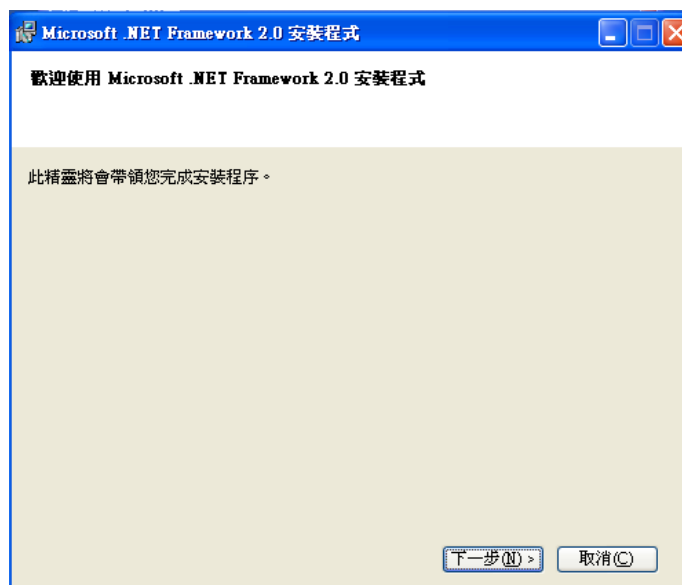 Microsoft .NET Framework 2.0 安裝程式
歡迎使用 Microsoft .NET Framework 2.0 安裝程式
此精靈將會帶領您完成安裝程序。
下一步(N) > 取消(C)